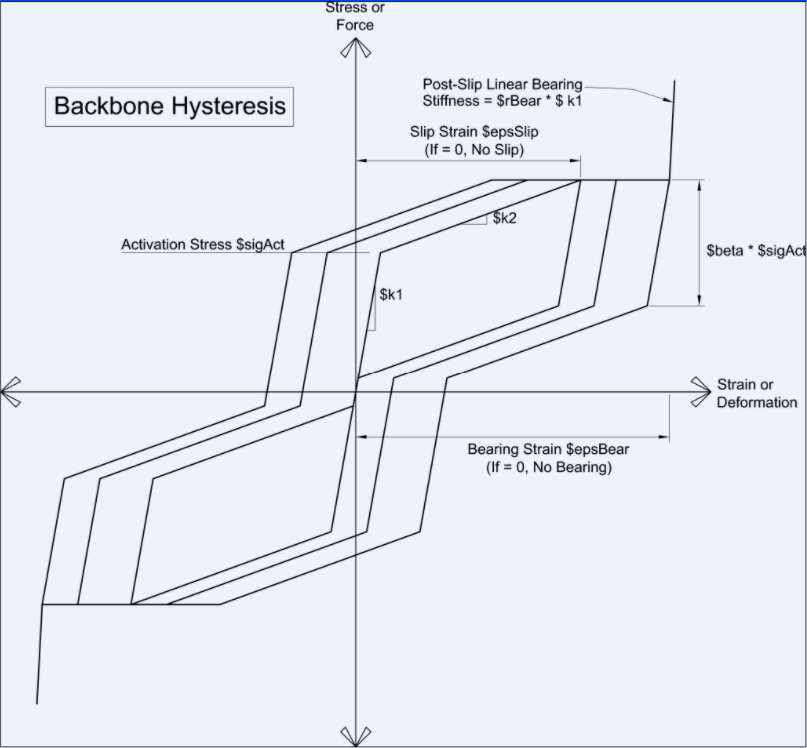 Stress or
Force
Backbone Hysteresis
Post-Slip Linear Bearing
Stiffness = $rBear * $ k1
Slip Strain $epsSlip
(If = 0, No Slip)
$k2
Activation Stress $sigAct
$beta * $sigAct
$k1
Strain or
Deformation
Bearing Strain $epsBear
(If = 0, No Bearing)